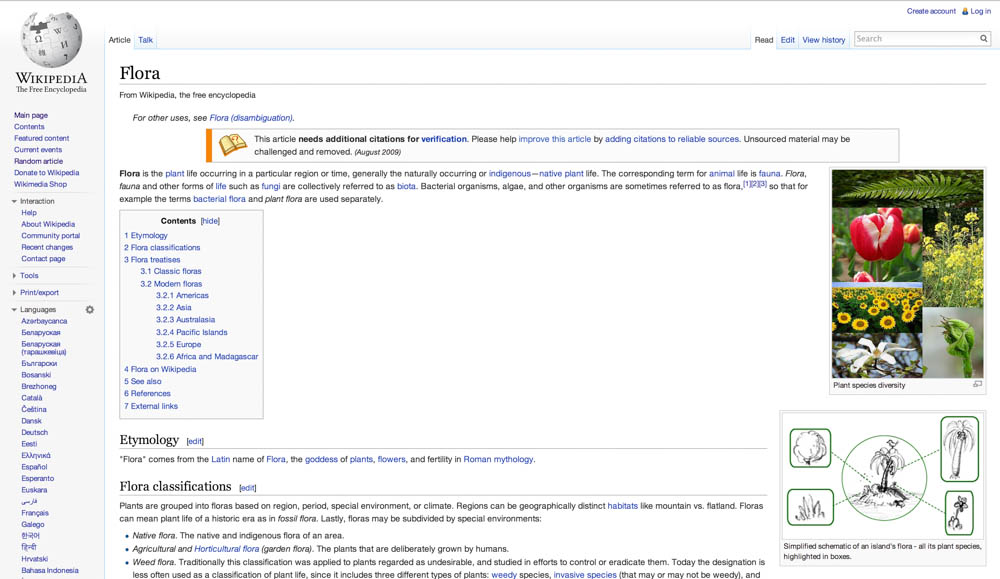 Create account Log in
WIKIPEDIA
The Free Encyclopedia
Main page
Contents
Featured content
Current events
Random article
Donate to Wikipedia
Wikimedia Shop
Interaction
Help
About Wikipedia
Community portal
Recent changes
Contact page
Tools
Print/export
Languages
Azərbaycanca
Беларуская
Беларуская
(тарашкевіца)
Български
Bosanski
Brezhoneg
Català
Čeština
Dansk
Deutsch
Eesti
Ελληνικά
Español
Esperanto
Euskara
فارسی
Français
Galego
한국어
हिन्दी
Hrvatski
Bahasa Indonesia
Article Talk
Read Edit View history Search
Flora
From Wikipedia, the free encyclopedia
For other uses, see Flora (disambiguation).
This article needs additional citations for verification. Please help improve this article by adding citations to reliable sources. Unsourced material may be
challenged and removed. (August 2009)
Flora is the plant life occurring in a particular region or time, generally the naturally occurring or indigenous—native plant life. The corresponding term for animal life is fauna. Flora,
fauna and other forms of life such as fungi are collectively referred to as biota. Bacterial organisms, algae, and other organisms are sometimes referred to as flora,[1][2][3] so that for
example the terms bacterial flora and plant flora are used separately.
Contents [hide]
1 Etymology
2 Flora classifications
3 Flora treatises
3.1 Classic floras
3.2 Modern floras
3.2.1 Americas
3.2.2 Asia
3.2.3 Australasia
3.2.4 Pacific Islands
3.2.5 Europe
3.2.6 Africa and Madagascar
4 Flora on Wikipedia
5 See also
6 References
7 External links
Plant species diversity
Etymology [edit]
"Flora" comes from the Latin name of Flora, the goddess of plants, flowers, and fertility in Roman mythology.
Flora classifications [edit]
Plants are grouped into floras based on region, period, special environment, or climate. Regions can be geographically distinct habitats like mountain vs. flatland. Floras
can mean plant life of a historic era as in fossil flora. Lastly, floras may be subdivided by special environments:
• Native flora. The native and indigenous flora of an area.
• Agricultural and Horticultural flora (garden flora). The plants that are deliberately grown by humans.
• Weed flora. Traditionally this classification was applied to plants regarded as undesirable, and studied in efforts to control or eradicate them. Today the designation is
less often used as a classification of plant life, since it includes three different types of plants: weedy species, invasive species (that may or may not be weedy), and
Simplified schematic of an island's flora - all its plant species,
highlighted in boxes.